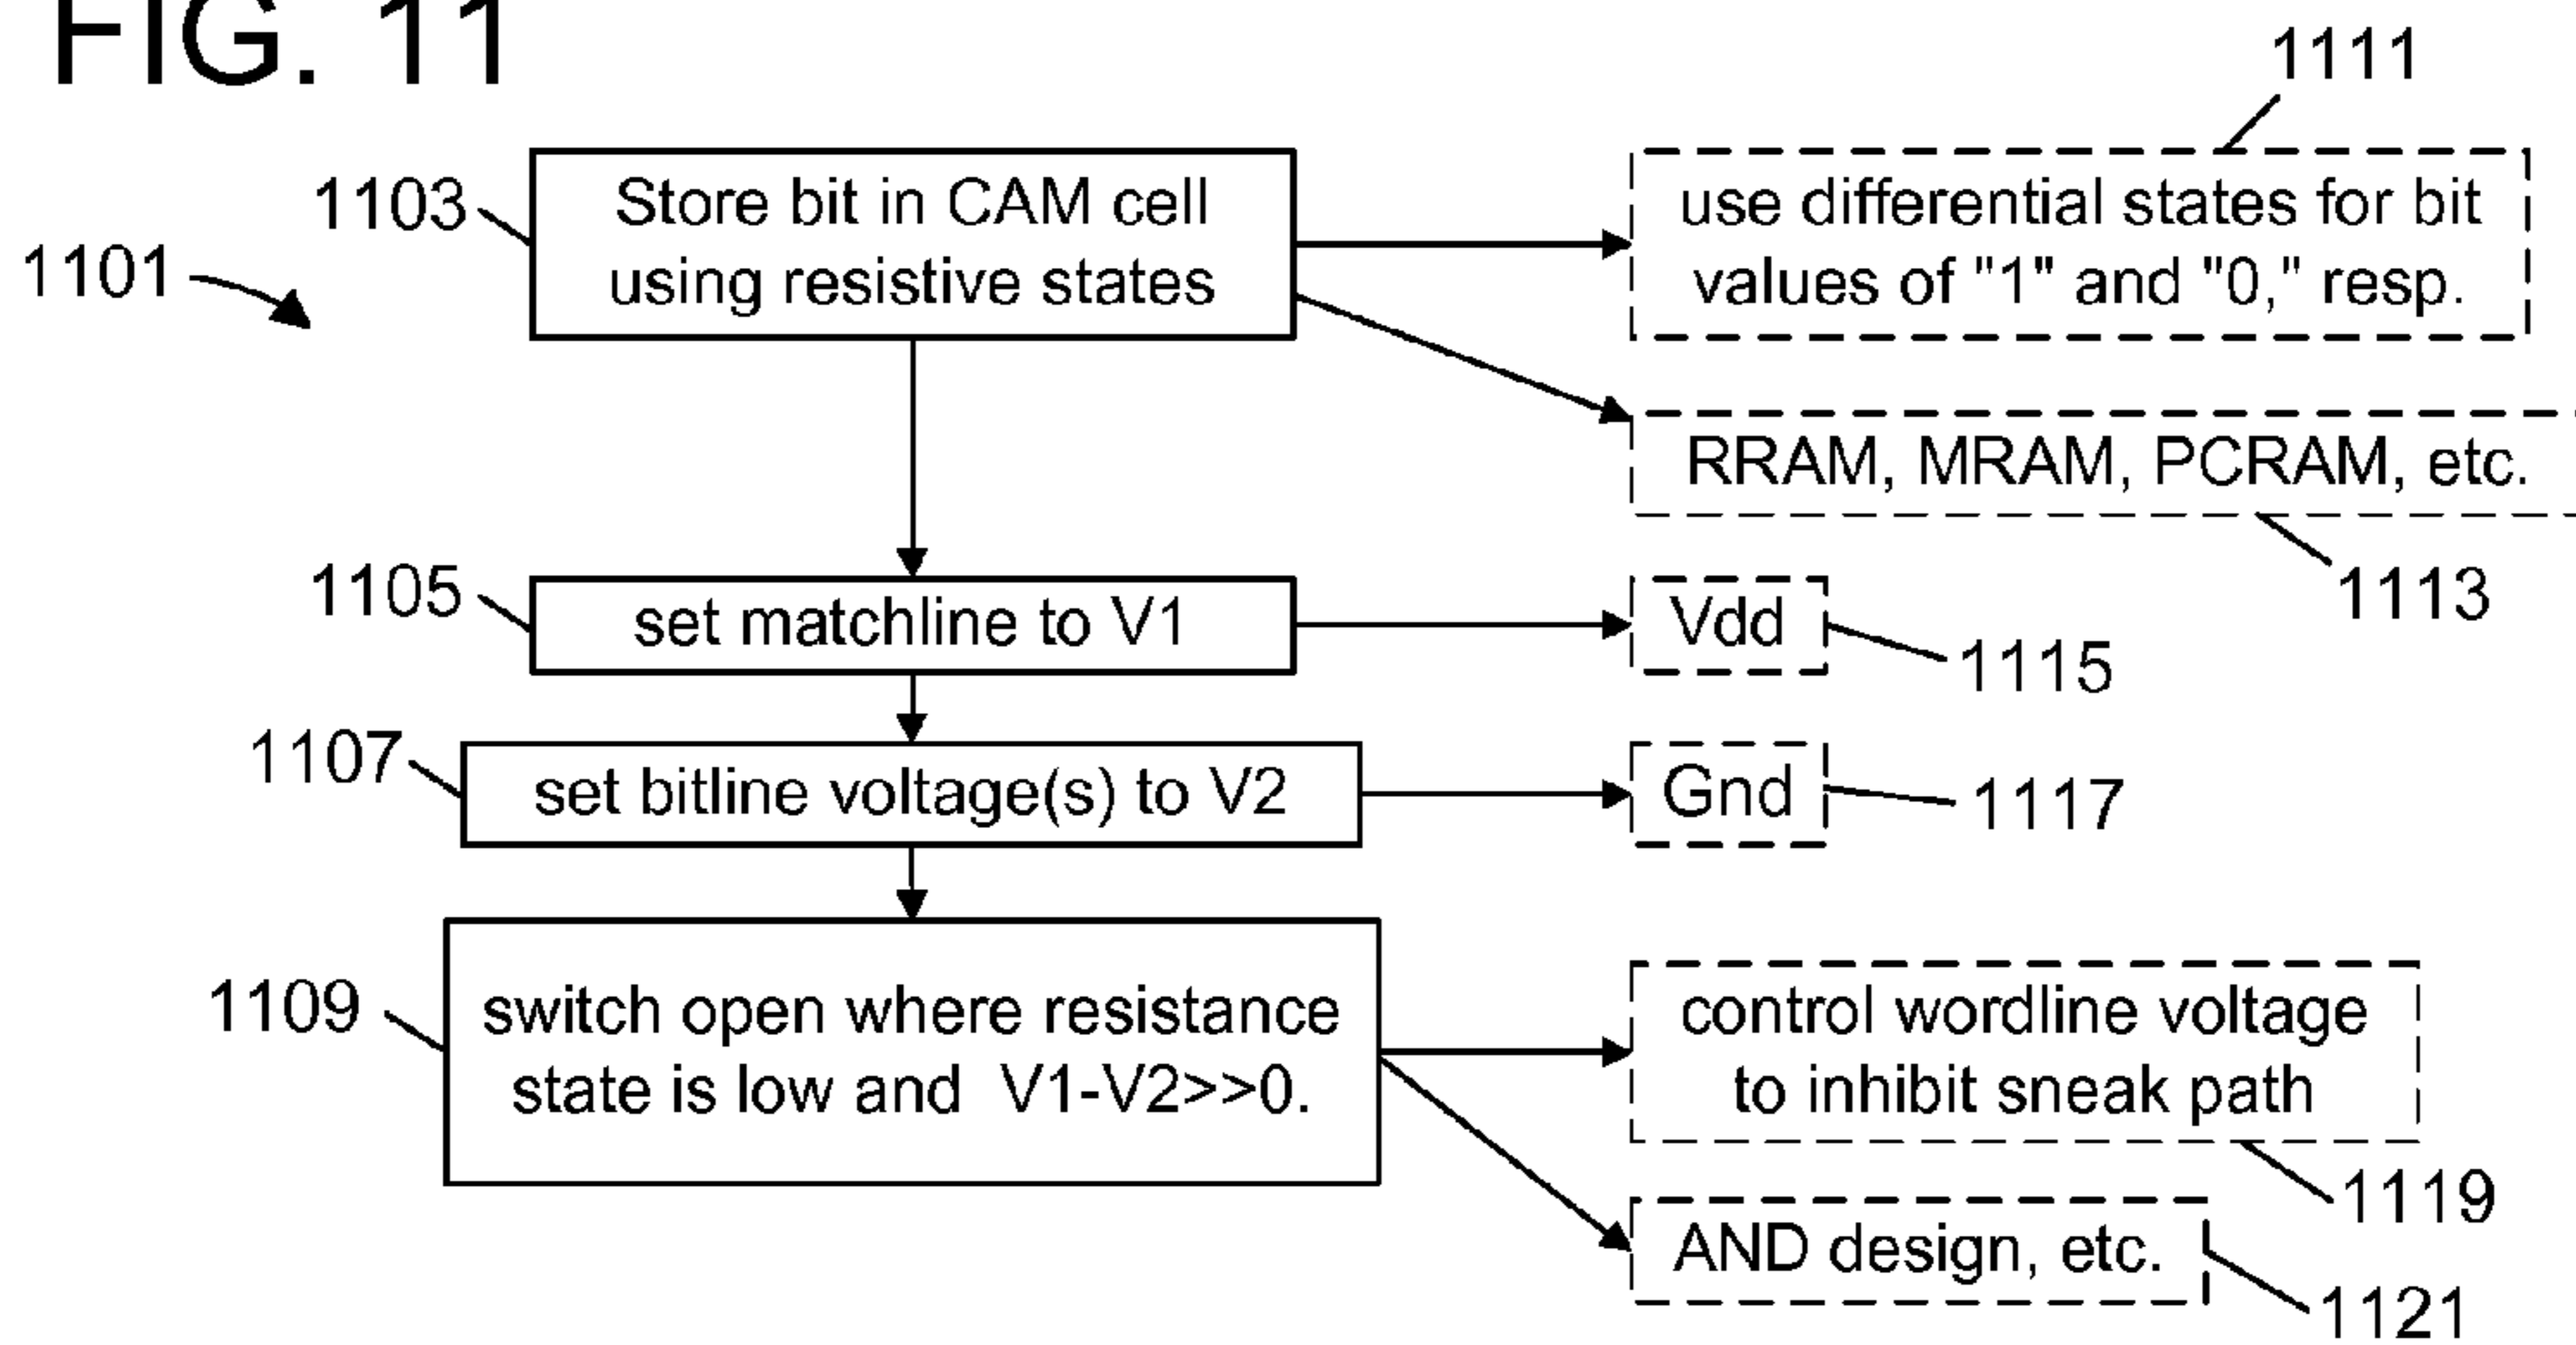 FIG. 11
1111
1103
Store bit in CAM cell
using resistive states
use differential states for bit
values of "1" and "0," resp.
1101
RRAM, MRAM, PCRAM, etc.
1113
1105
set matchline to V1
Vdd
1115
1107
set bitline voltage(s) to V2
Gnd
1117
1109
switch open where resistance
state is low and V1-V2>>0.
control wordline voltage
to inhibit sneak path
1119
AND design, etc.
1121